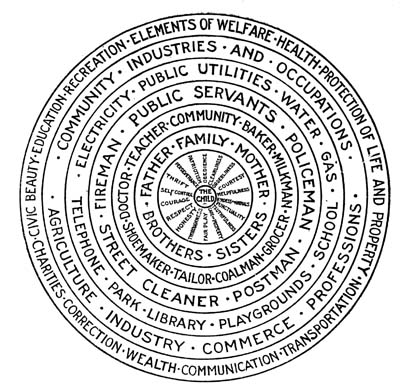 CIVIC BEAUTY · EDUCATION · RECREATION · ELEMENTS OF WELFARE · HEALTH · PROTECTION OF LIFE AND PROPERTY ·
CHARITIES · CORRECTION · WEALTH · COMMUNICATION · TRANSPORTATION ·
COMMUNITY · INDUSTRIES · AND · OCCUPATIONS ·
AGRICULTURE · INDUSTRY · COMMERCE · PROFESSIONS
ELECTRICITY · PUBLIC UTILITIES · WATER · GAS ·
TELEPHONE · PARK · LIBRARY · PLAYGROUNDS · SCHOOL ·
FIREMAN · PUBLIC SERVANTS · POLICEMAN
STREET CLEANER · POSTMAN ·
DOCTOR · TEACHER · COMMUNITY · BAKER · MILKMAN ·
SHOEMAKER · TAILOR · COALMAN · GROCER ·
FATHER · FAMILY · MOTHER
BROTHERS · SISTERS ·
THRIFT
SELF CONTROL
COURAGE
RESPECT
HONESTY
OBEDIENCE
COURTESY
HELPFULNESS
PUNCTUALITY
FAIR PLAY
THE
CHILD